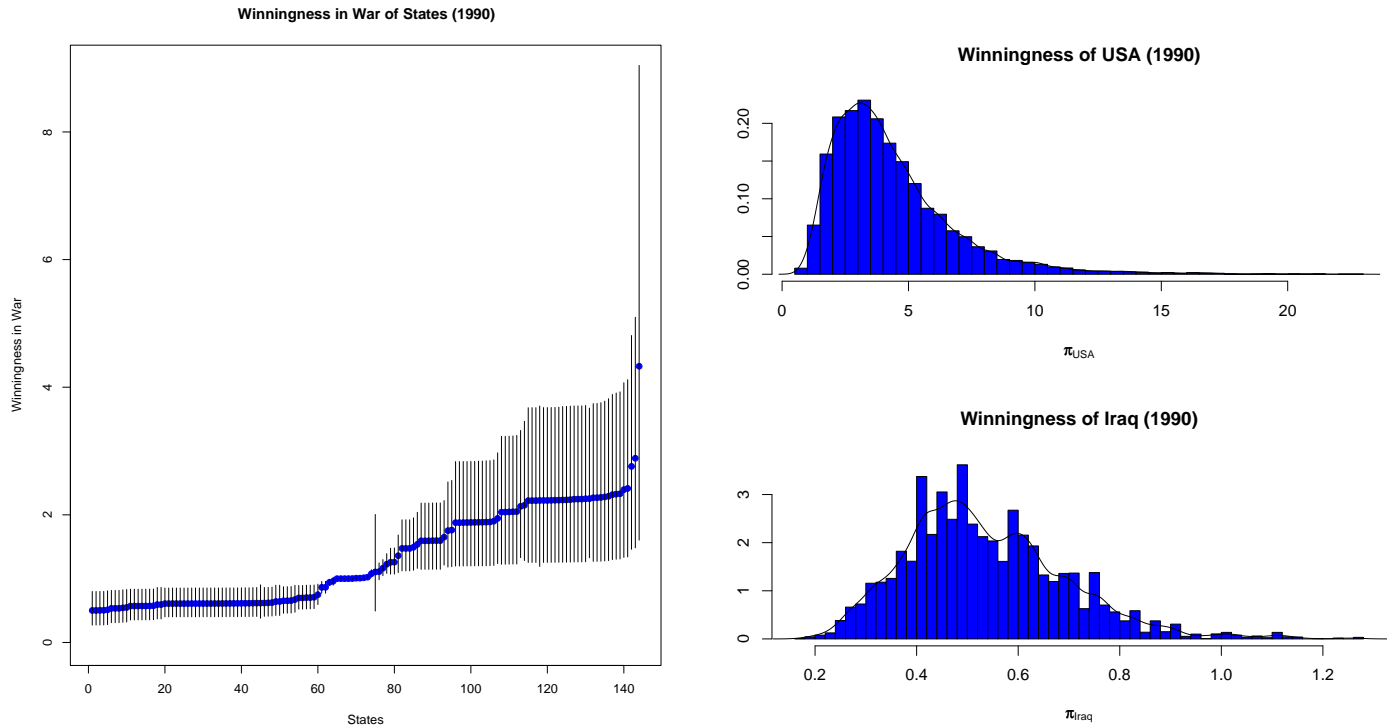 Winningness in War of States (1990)
Winningness in War
8
6
4
2
0
0 20 40 60 80 100 120 140
States
Winningness of USA (1990)
0.20
0.10
0.00
0 5 10 15 20
πUSA
Winningness of Iraq (1990)
3
2
1
0
0.2 0.4 0.6 0.8 1.0 1.2
πIraq